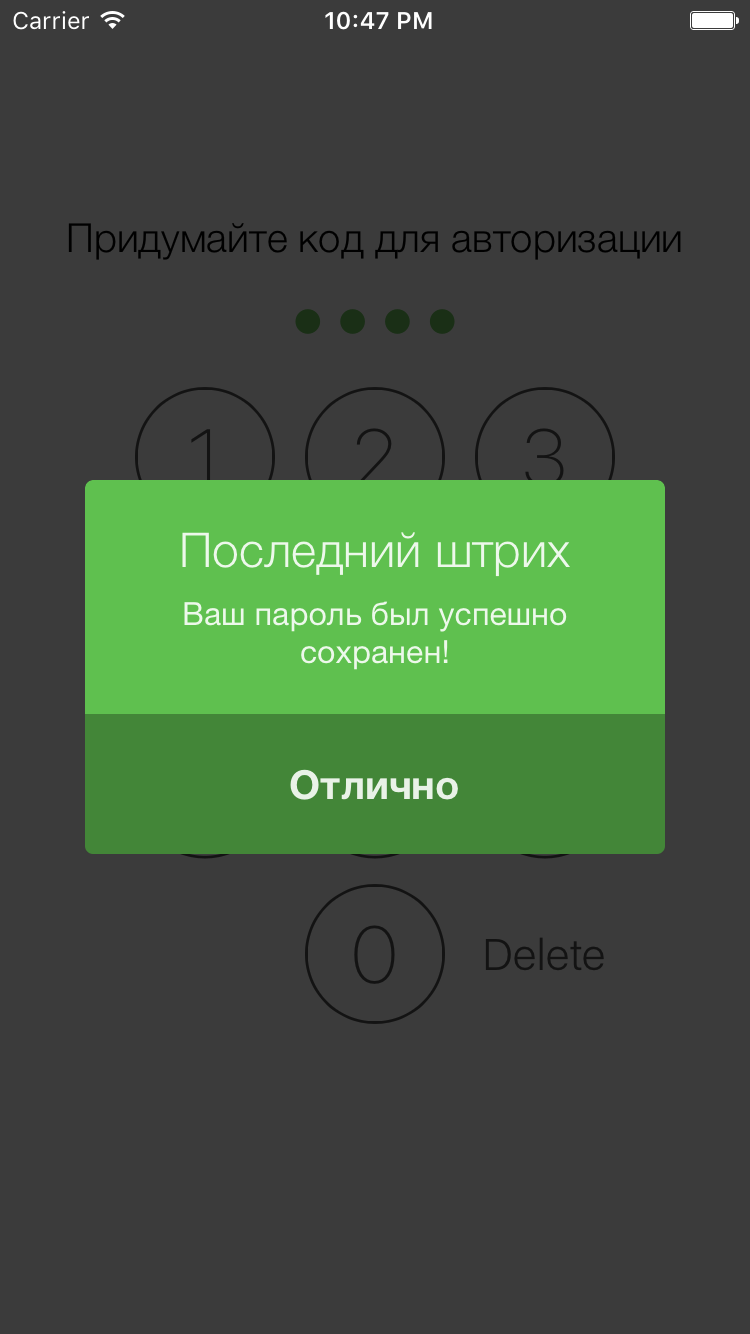 Carrier 10:47 PM
Придумайте код для авторизации
1 2 3
Последний штрих
Ваш пароль был успешно
сохранен!
Отлично
0 Delete